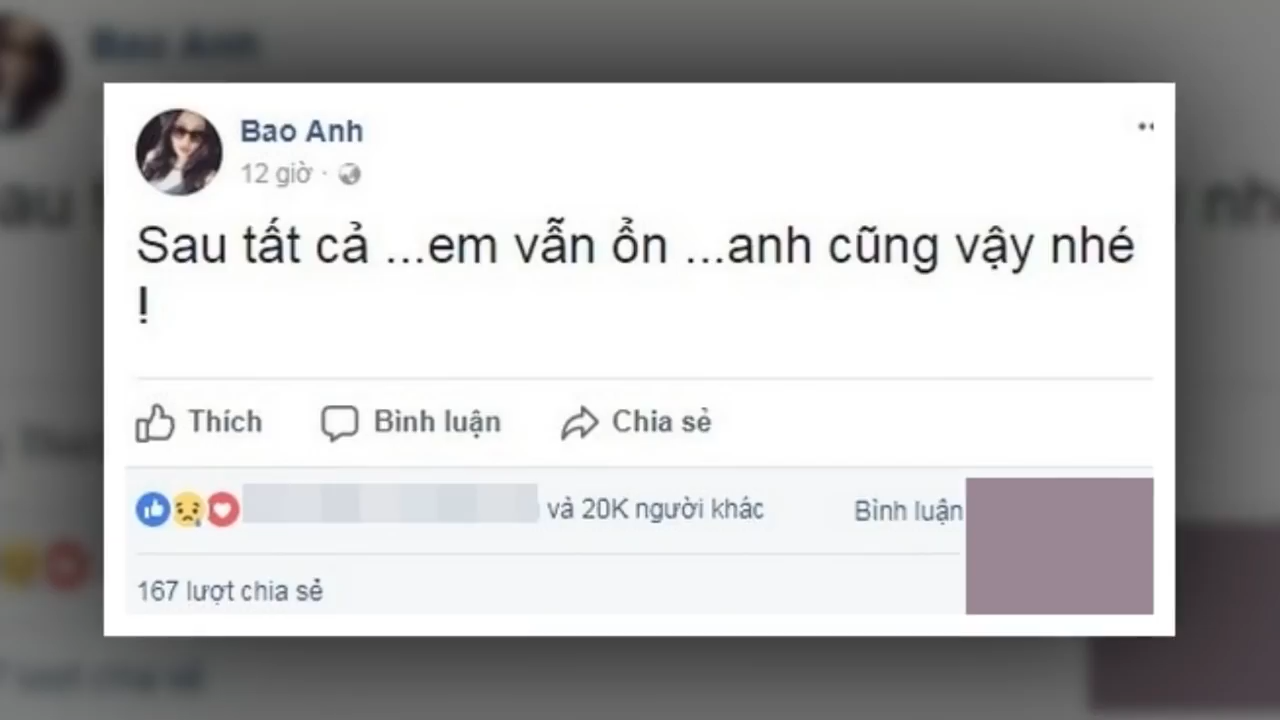 Bao Anh
12 giờ ·
Sau tất cả ...em vẫn ổn ...anh cũng vậy nhé
!
Thích Bình luận Chia sẻ
và 20K người khác Bình luận
167 lượt chia sẻ